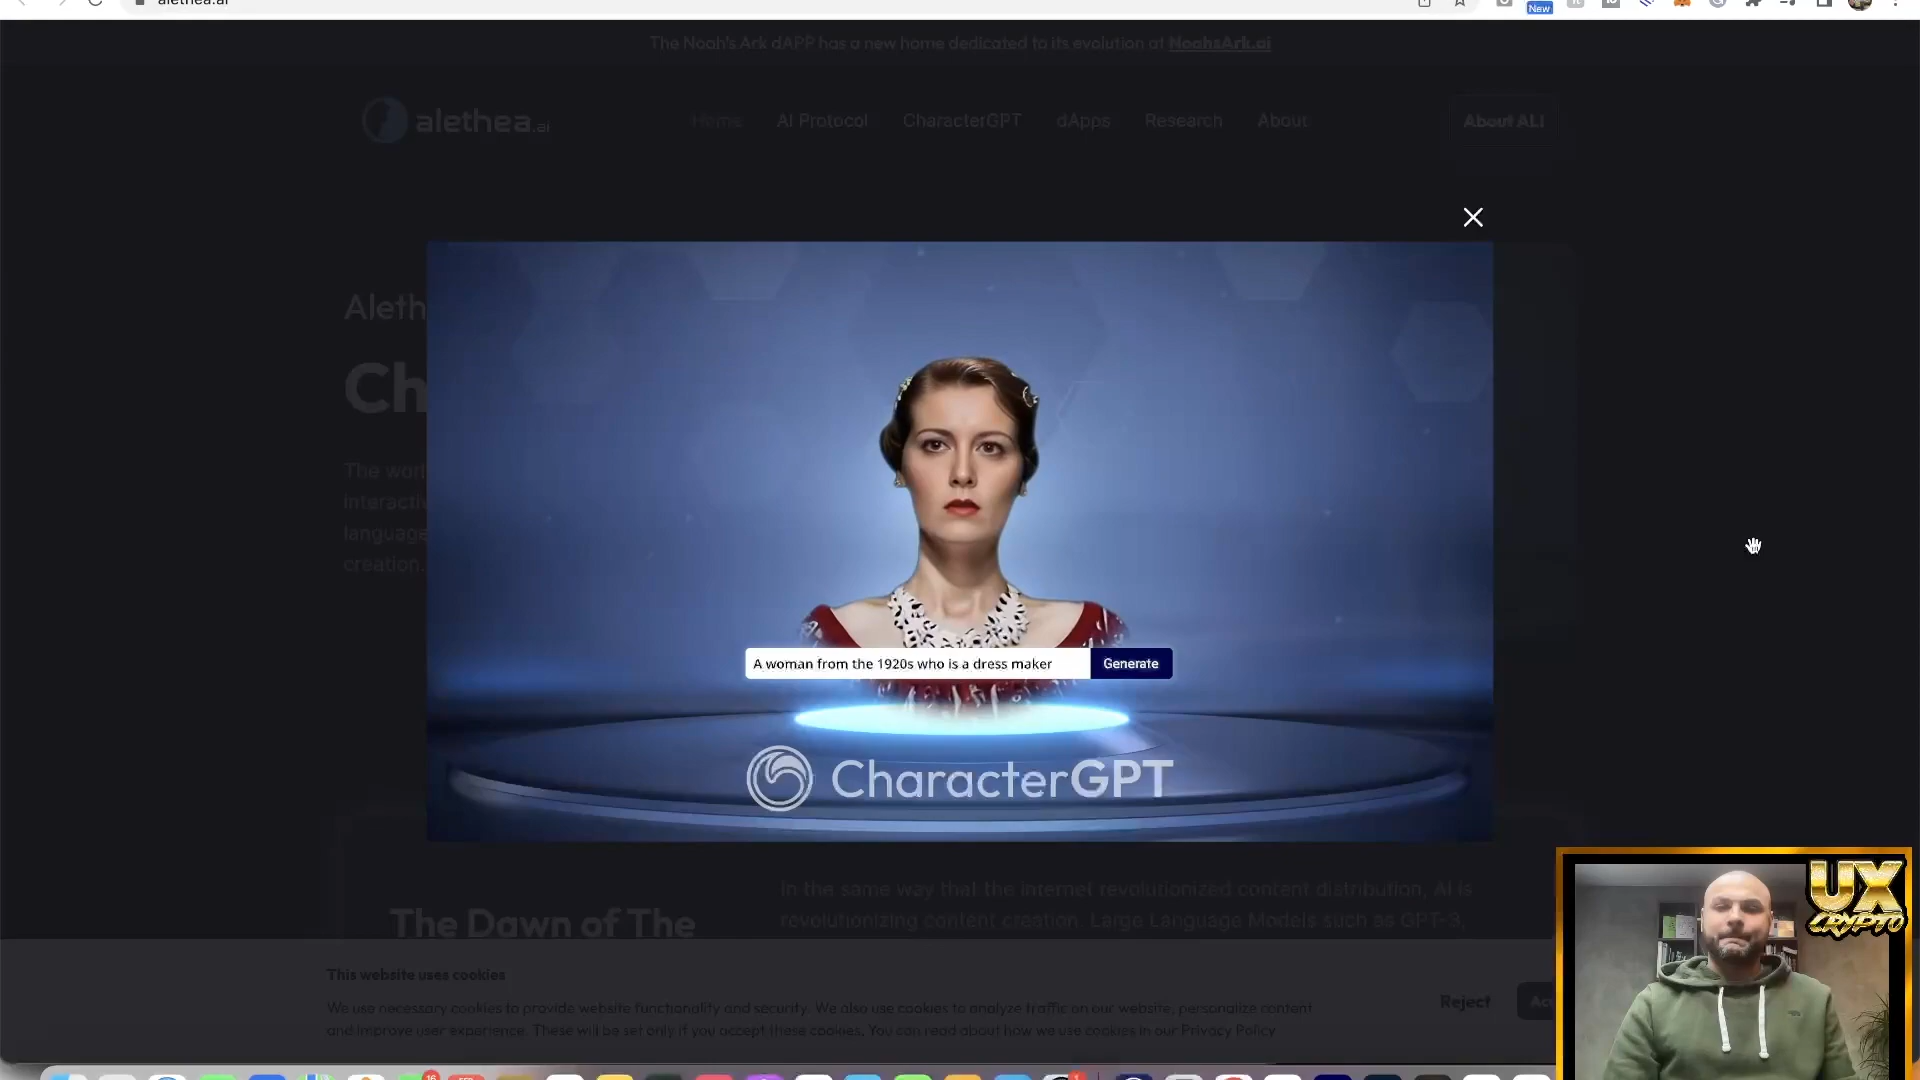 alethea.ai
New
The Noah's Ark dAPP has a new home dedicated to its evolution at NoahsArk.ai
alethea.ai
Home
AI Protocol
CharacterGPT
dApps
Research
About
About ALI
Aleth
Ch
The worl
interactiv
language
creation.
A woman from the 1920s who is a dress maker
Generate
CharacterGPT
The Dawn of The
In the same way that the internet revolutionized content distribution, AI is
revolutionizing content creation. Large Language Models such as GPT-3,
This website uses cookies
We use necessary cookies to provide website functionality and security. We also use cookies to analyze traffic on our website, personalize content
and improve user experience. These will be set only if you accept these cookies. You can read about how we use cookies in our Privacy Policy
Reject
Acc
UX
CRYPTO
16